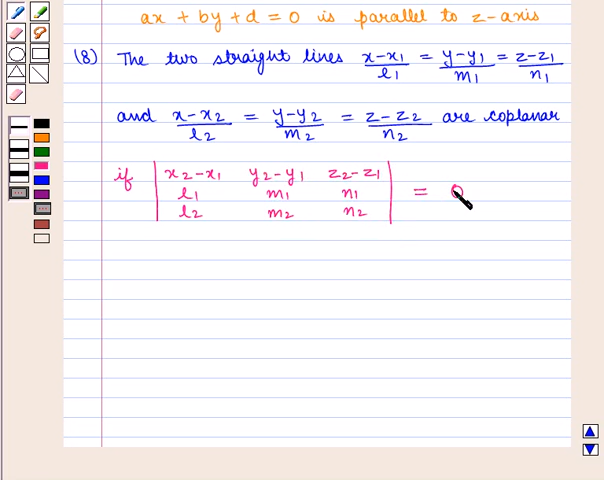 ax + by + d = 0 is parallel to z-axis
(8) The two straight lines x-x1/l1 = y-y1/m1 = z-z1/n1
and x-x2/l2 = y-y2/m2 = z-z2/n2 are coplanar
if | x2-x1 y2-y1 z2-z1 |
| l1 m1 n1 | = 0
| l2 m2 n2 |